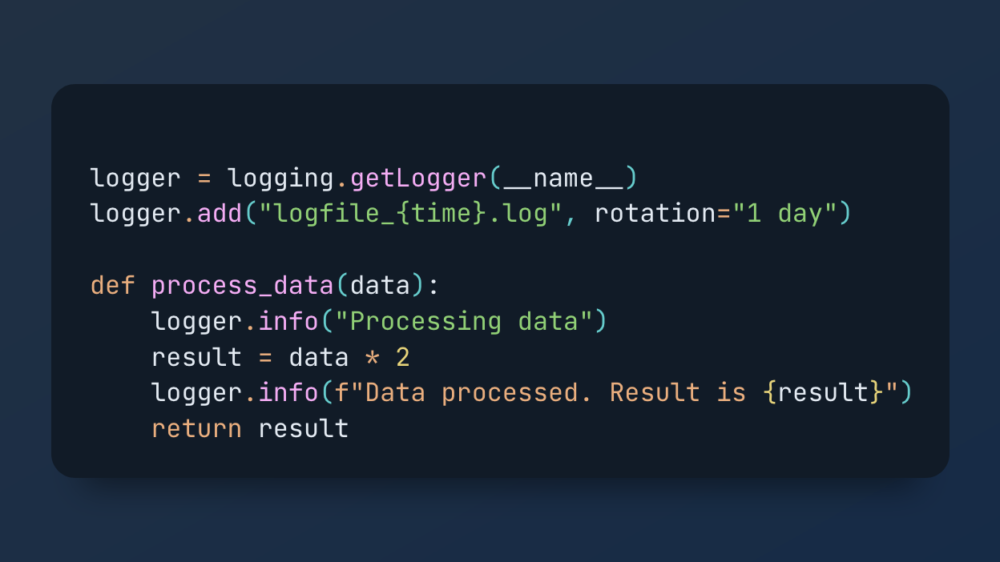 logger = logging.getLogger(__name__)
logger.add("logfile_{time}.log", rotation="1 day")

def process_data(data):
    logger.info("Processing data")
    result = data * 2
    logger.info(f"Data processed. Result is {result}")
    return result